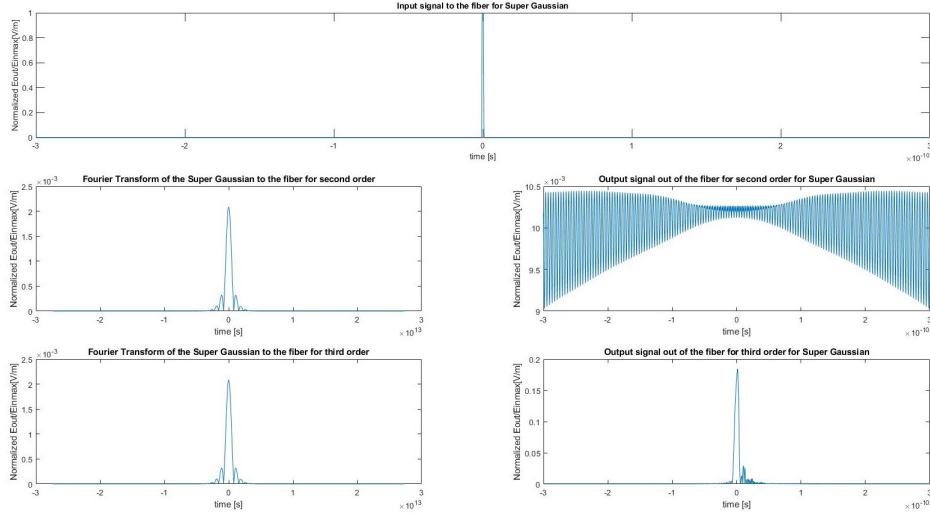 Input signal to the fiber for Super Gaussian
Normalized Eout/Einmax[V/m]
1
0.8
0.6
0.4
0.2
0
-3 -2 -1 0 1 2 3
time [s]
×10^-10
Fourier Transform of the Super Gaussian to the fiber for second order
×10^-3
Normalized Eout/Einmax[V/m]
2.5
2
1.5
1
0.5
0
-3 -2 -1 0 1 2 3
time [s]
×10^13
Output signal out of the fiber for second order for Super Gaussian
×10^-3
Normalized Eout/Einmax[V/m]
10.5
10
9.5
9
-3 -2 -1 0 1 2 3
time [s]
×10^-10
Fourier Transform of the Super Gaussian to the fiber for third order
×10^-3
Normalized Eout/Einmax[V/m]
2.5
2
1.5
1
0.5
0
-3 -2 -1 0 1 2 3
time [s]
×10^13
Output signal out of the fiber for third order for Super Gaussian
Normalized Eout/Einmax[V/m]
0.2
0.15
0.1
0.05
0
-3 -2 -1 0 1 2 3
time [s]
×10^-10